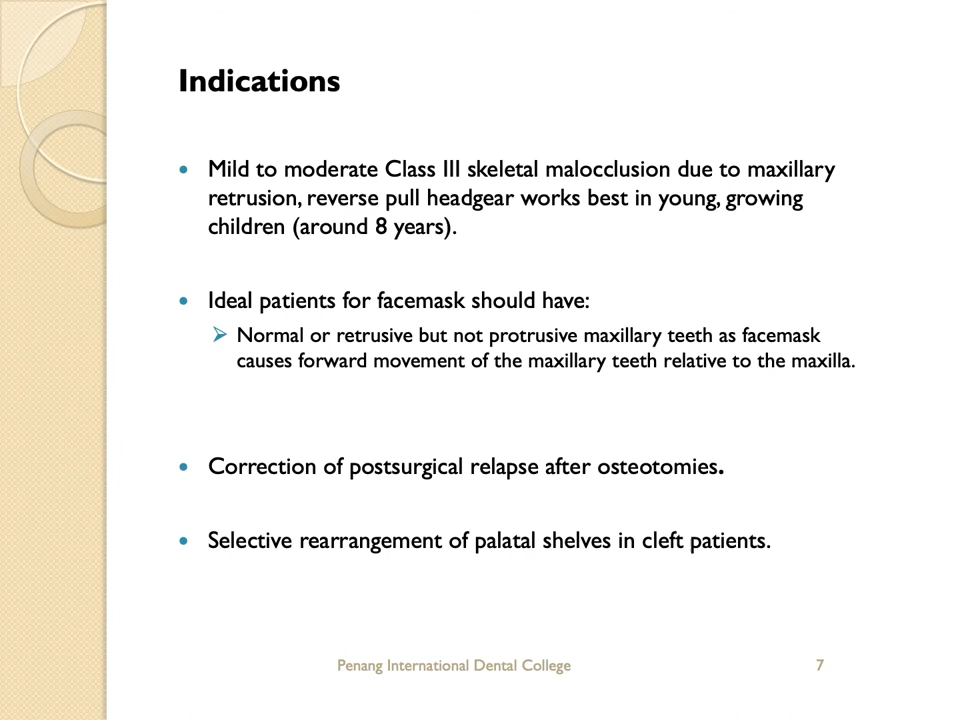 Indications
• Mild to moderate Class III skeletal malocclusion due to maxillary
retrusion, reverse pull headgear works best in young, growing
children (around 8 years).
• Ideal patients for facemask should have:
➢ Normal or retrusive but not protrusive maxillary teeth as facemask
causes forward movement of the maxillary teeth relative to the maxilla.
• Correction of postsurgical relapse after osteotomies.
• Selective rearrangement of palatal shelves in cleft patients.
Penang International Dental College 7